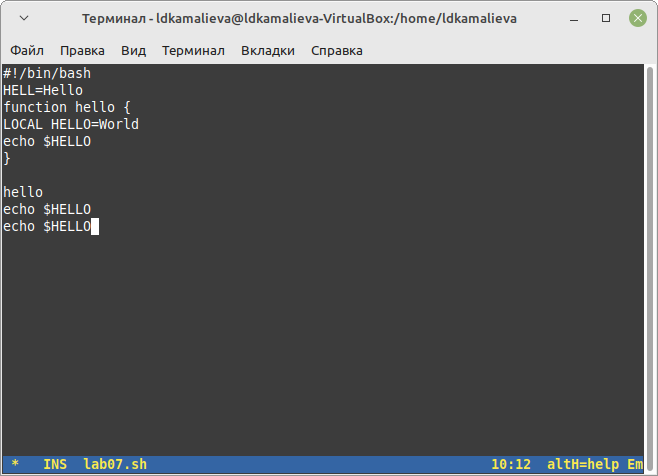 Терминал - ldkamalieva@ldkamalieva-VirtualBox:/home/ldkamalieva
Файл Правка Вид Терминал Вкладки Справка
#!/bin/bash
HELL=Hello
function hello {
LOCAL HELLO=World
echo $HELLO
}
hello
echo $HELLO
echo $HELLO
* INS lab07.sh 10:12 altH=help Em